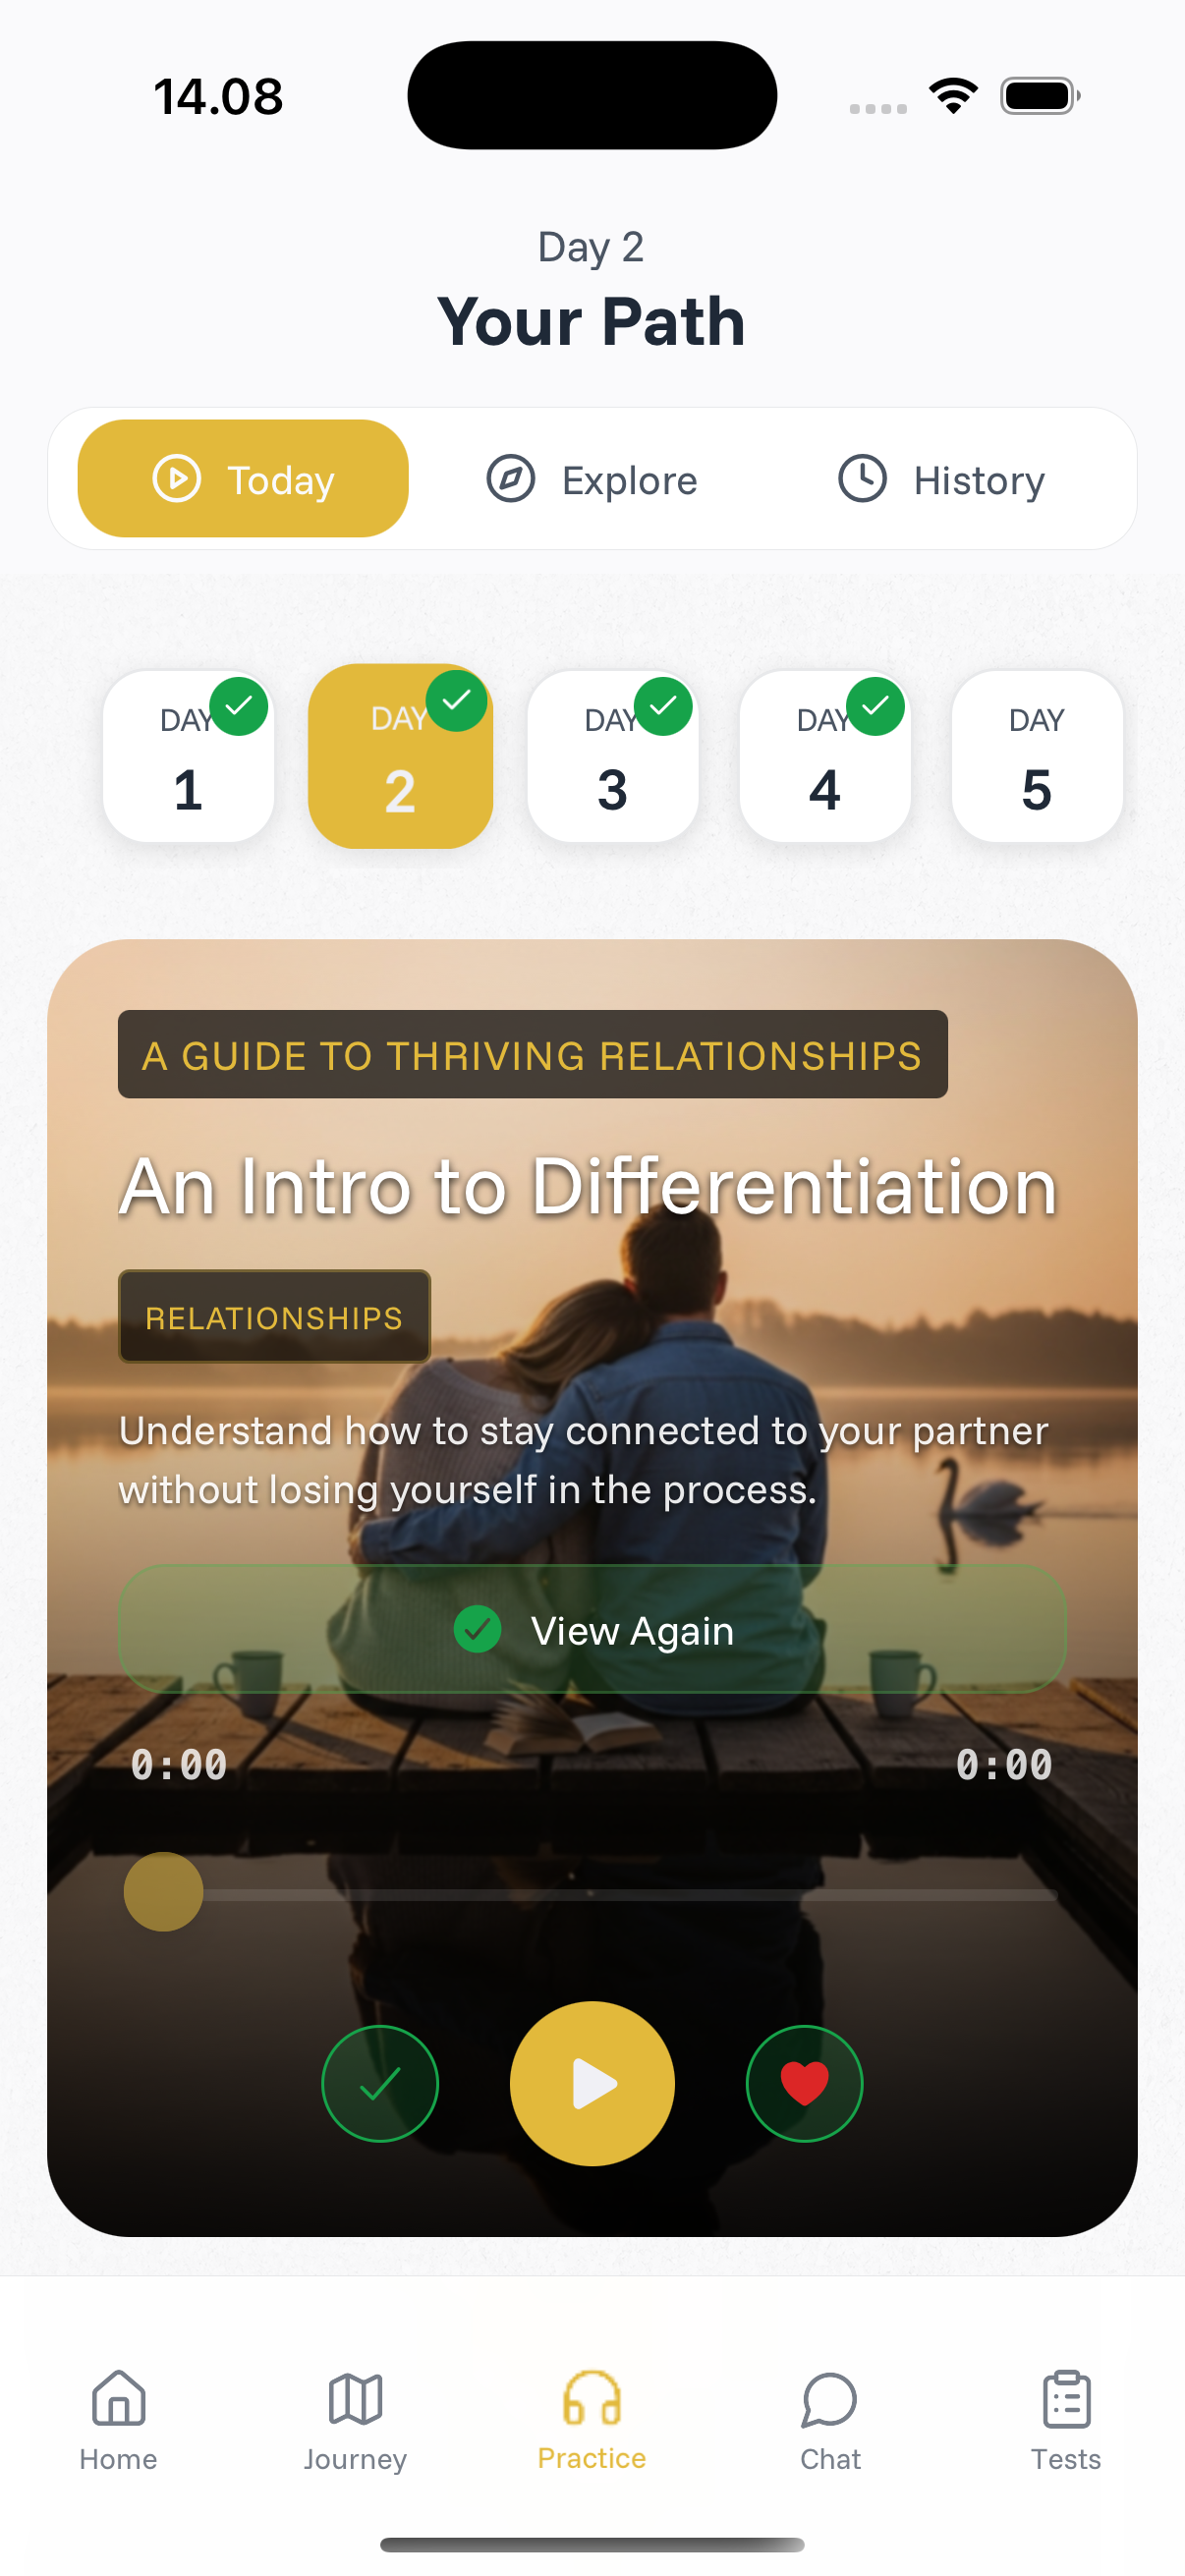 14.08
Day 2
Your Path
Today Explore History
DAY DAY DAY DAY DAY
1 2 3 4 5
A GUIDE TO THRIVING RELATIONSHIPS
An Intro to Differentiation
RELATIONSHIPS
Understand how to stay connected to your partner
without losing yourself in the process.
View Again
0:00 0:00
Home Journey Practice Chat Tests